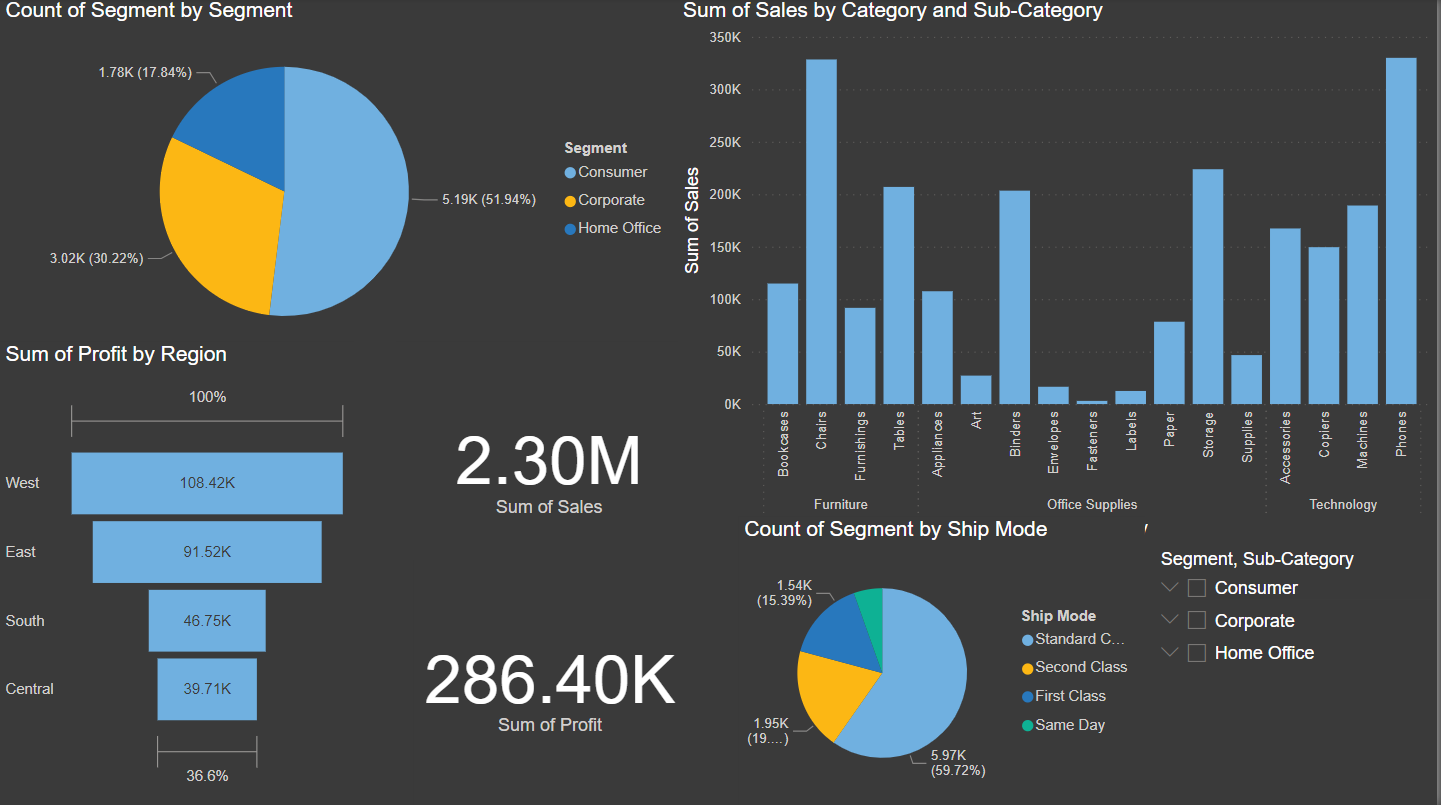 Count of Segment by Segment
1.78K (17.84%)
5.19K (51.94%)
3.02K (30.22%)
Segment
Consumer
Corporate
Home Office
Sum of Sales by Category and Sub-Category
Sum of Sales
350K
300K
250K
200K
150K
100K
50K
0K
Bookcases
Chairs
Furnishings
Tables
Appliances
Art
Binders
Envelopes
Fasteners
Labels
Paper
Storage
Supplies
Accessories
Copiers
Machines
Phones
Furniture
Office Supplies
Technology
Sum of Profit by Region
100%
West
108.42K
East
91.52K
South
46.75K
Central
39.71K
36.6%
2.30M
Sum of Sales
286.40K
Sum of Profit
Count of Segment by Ship Mode
1.54K
(15.39%)
1.95K
(19....)
5.97K
(59.72%)
Ship Mode
Standard C...
Second Class
First Class
Same Day
Segment, Sub-Category
Consumer
Corporate
Home Office